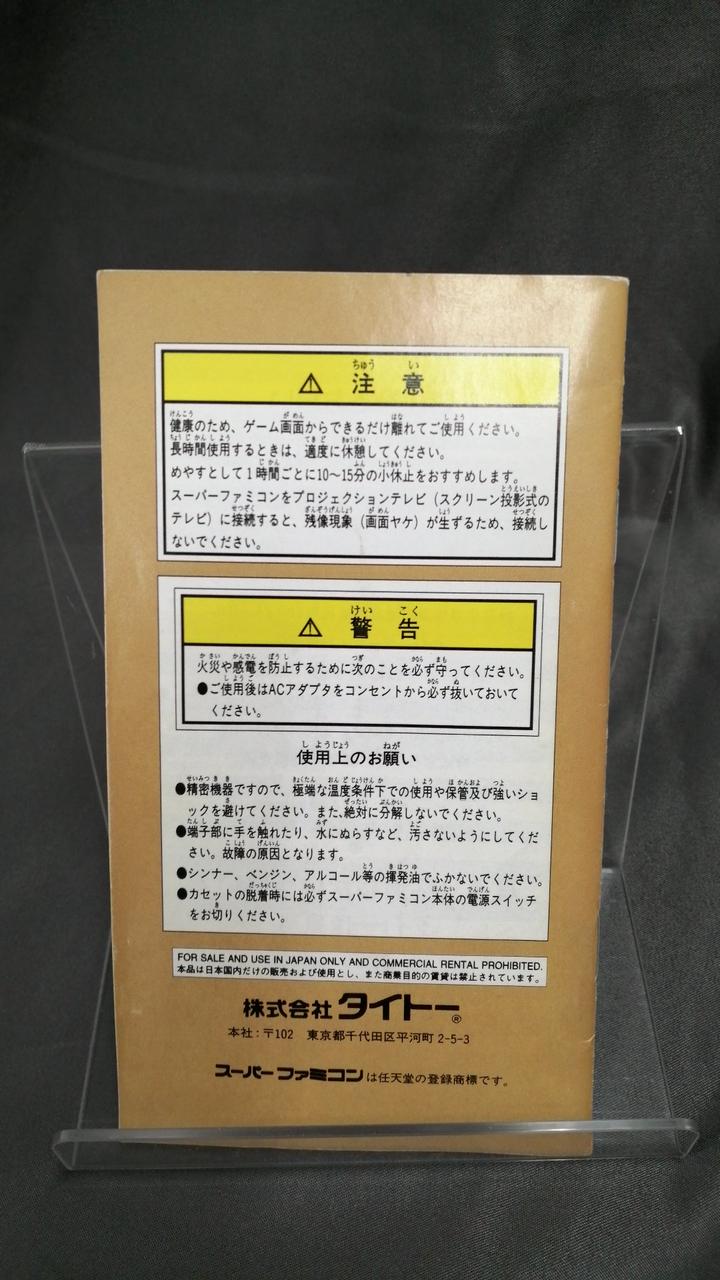 ⚠ 注意
健康のため、ゲーム画面からできるだけ離れてご使用ください。
長時間使用するときは、適度に休憩してください。
めやすとして1時間ごとに10〜15分の小休止をおすすめします。
スーパーファミコンをプロジェクションテレビ（スクリーン投影式の
テレビ）に接続すると、残像現象（画面ヤケ）が生ずるため、接続し
ないでください。
⚠ 警告
火災や感電を防止するために次のことを必ず守ってください。
●ご使用後はACアダプタをコンセントから必ず抜いておいて
ください。
使用上のお願い
●精密機器ですので、極端な温度条件下での使用や保管及び強いショ
ックを避けてください。また、絶対に分解しないでください。
●端子部に手を触れたり、水にぬらすなど、汚さないようにしてくだ
さい。故障の原因となります。
●シンナー、ベンジン、アルコール等の揮発油でふかないでください。
●カセットの脱着時には必ずスーパーファミコン本体の電源スイッチ
をお切りください。
FOR SALE AND USE IN JAPAN ONLY AND COMMERCIAL RENTAL PROHIBITED.
本品は日本国内だけの販売および使用とし、また商業目的の賃貸は禁止されています。
株式会社 タイトー®
本社：〒102 東京都千代田区平河町2-5-3
スーパーファミコンは任天堂の登録商標です。